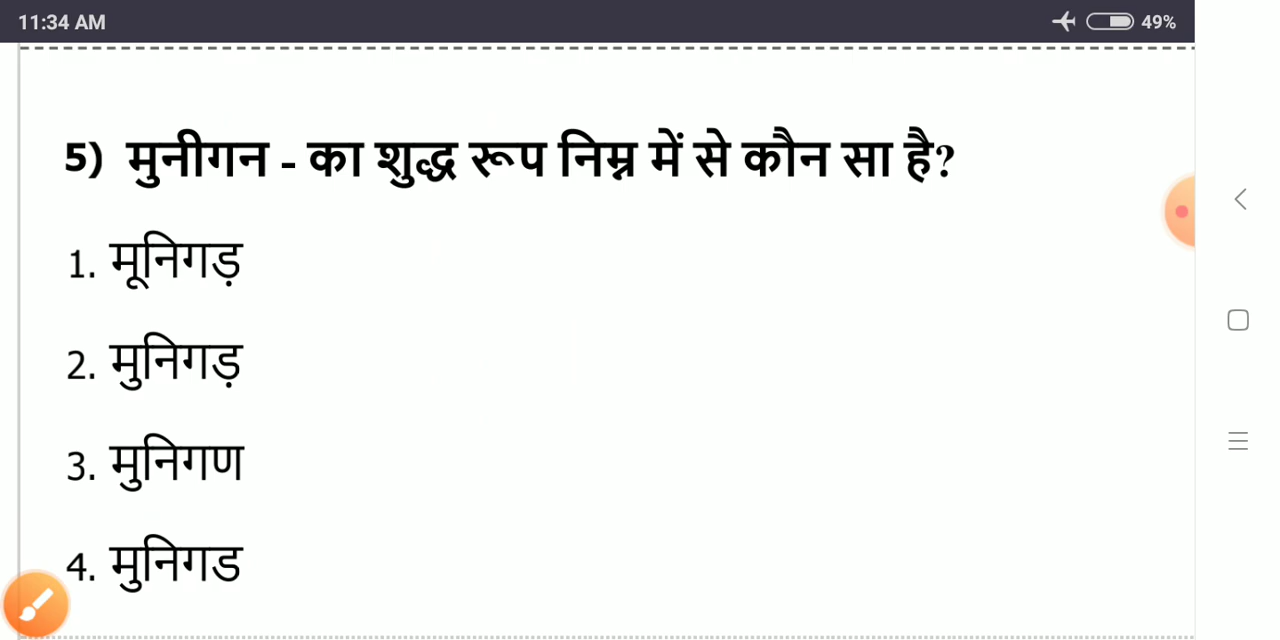 11:34 AM 49%
5) मुनीगन - का शुद्ध रूप निम्न में से कौन सा है?
1. मूनिगड़
2. मुनिगड़
3. मुनिगण
4. मुनिगड